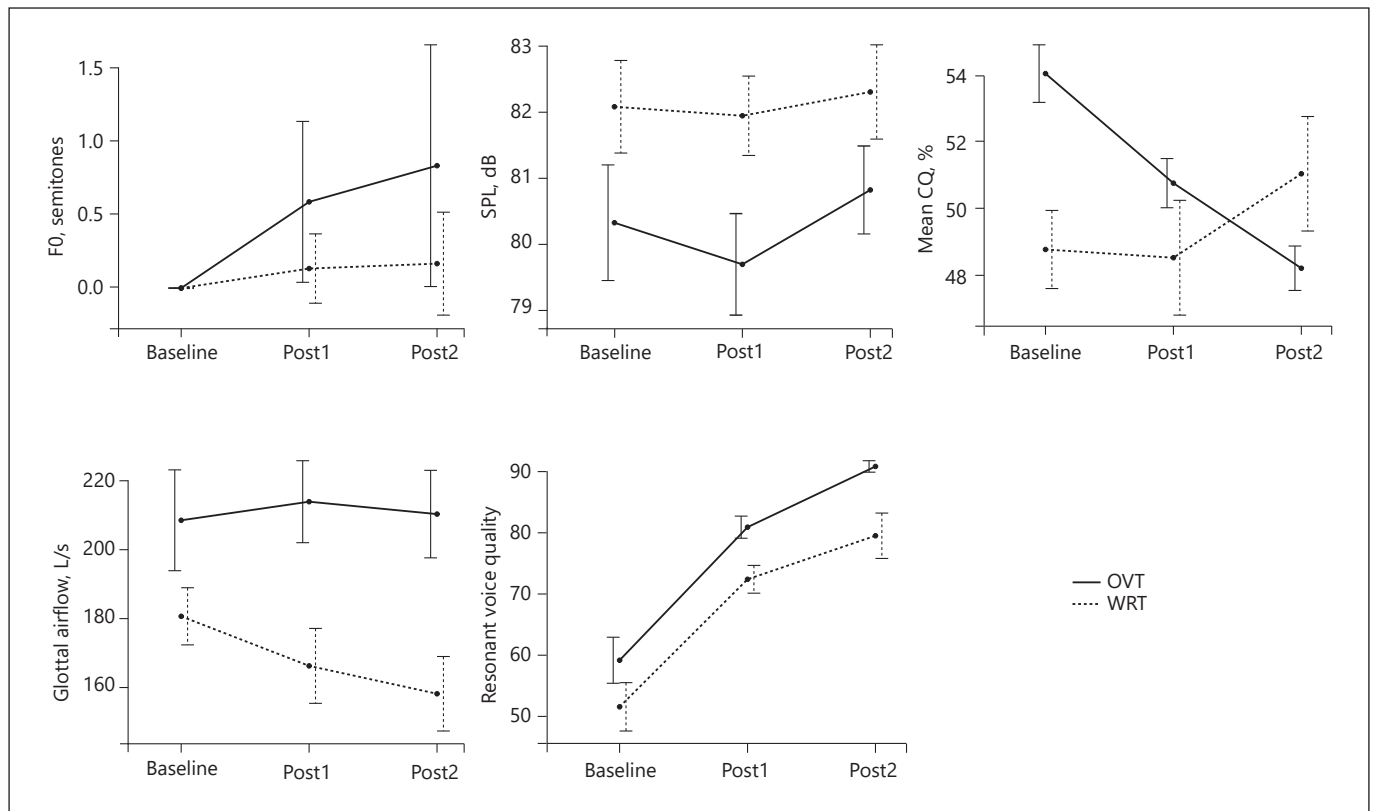 F0, semitones
1.5
1.0
0.5
0.0
Baseline
Post1
Post2
SPL, dB
83
82
81
80
79
Baseline
Post1
Post2
Mean CQ, %
54
52
50
48
Baseline
Post1
Post2
Glottal airflow, L/s
220
200
180
160
Baseline
Post1
Post2
Resonant voice quality
90
80
70
60
50
Baseline
Post1
Post2
OVT
WRT